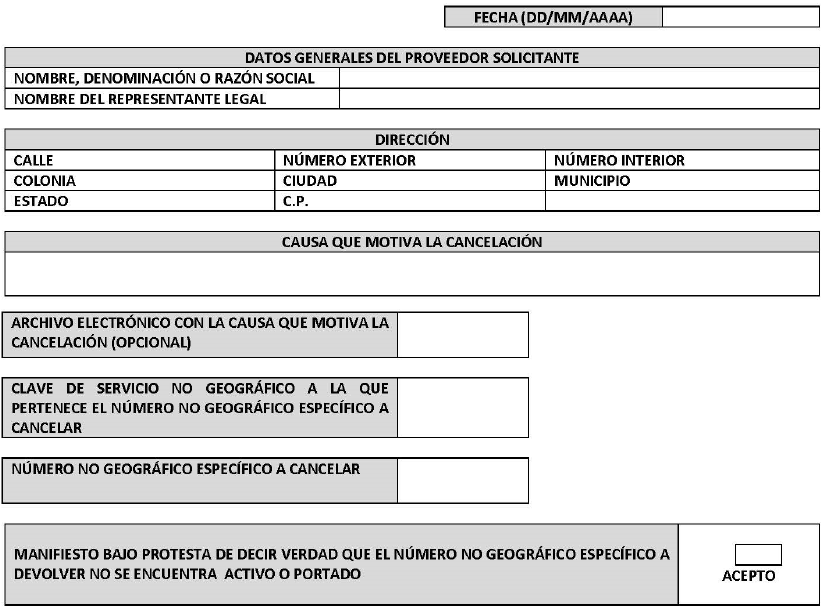 FECHA (DD/MM/AAAA)
DATOS GENERALES DEL PROVEEDOR SOLICITANTE
NOMBRE, DENOMINACIÓN O RAZÓN SOCIAL
NOMBRE DEL REPRESENTANTE LEGAL
DIRECCIÓN
CALLE NÚMERO EXTERIOR NÚMERO INTERIOR
COLONIA CIUDAD MUNICIPIO
ESTADO C.P.
CAUSA QUE MOTIVA LA CANCELACIÓN
ARCHIVO ELECTRÓNICO CON LA CAUSA QUE MOTIVA LA
CANCELACIÓN (OPCIONAL)
CLAVE DE SERVICIO NO GEOGRÁFICO A LA QUE
PERTENECE EL NÚMERO NO GEOGRÁFICO ESPECÍFICO A
CANCELAR
NÚMERO NO GEOGRÁFICO ESPECÍFICO A CANCELAR
MANIFIESTO BAJO PROTESTA DE DECIR VERDAD QUE EL NÚMERO NO GEOGRÁFICO ESPECÍFICO A
DEVOLVER NO SE ENCUENTRA ACTIVO O PORTADO
ACEPTO